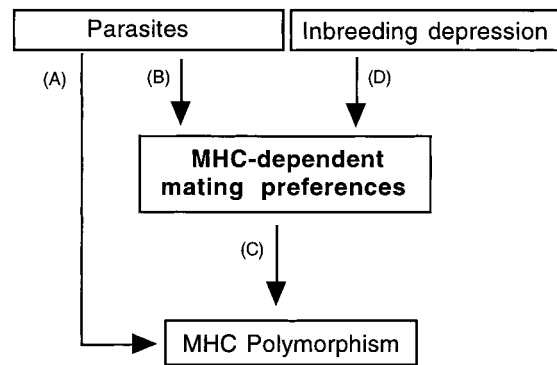 Parasites
Inbreeding depression
(A)
(B)
(D)
MHC-dependent
mating preferences
(C)
MHC Polymorphism